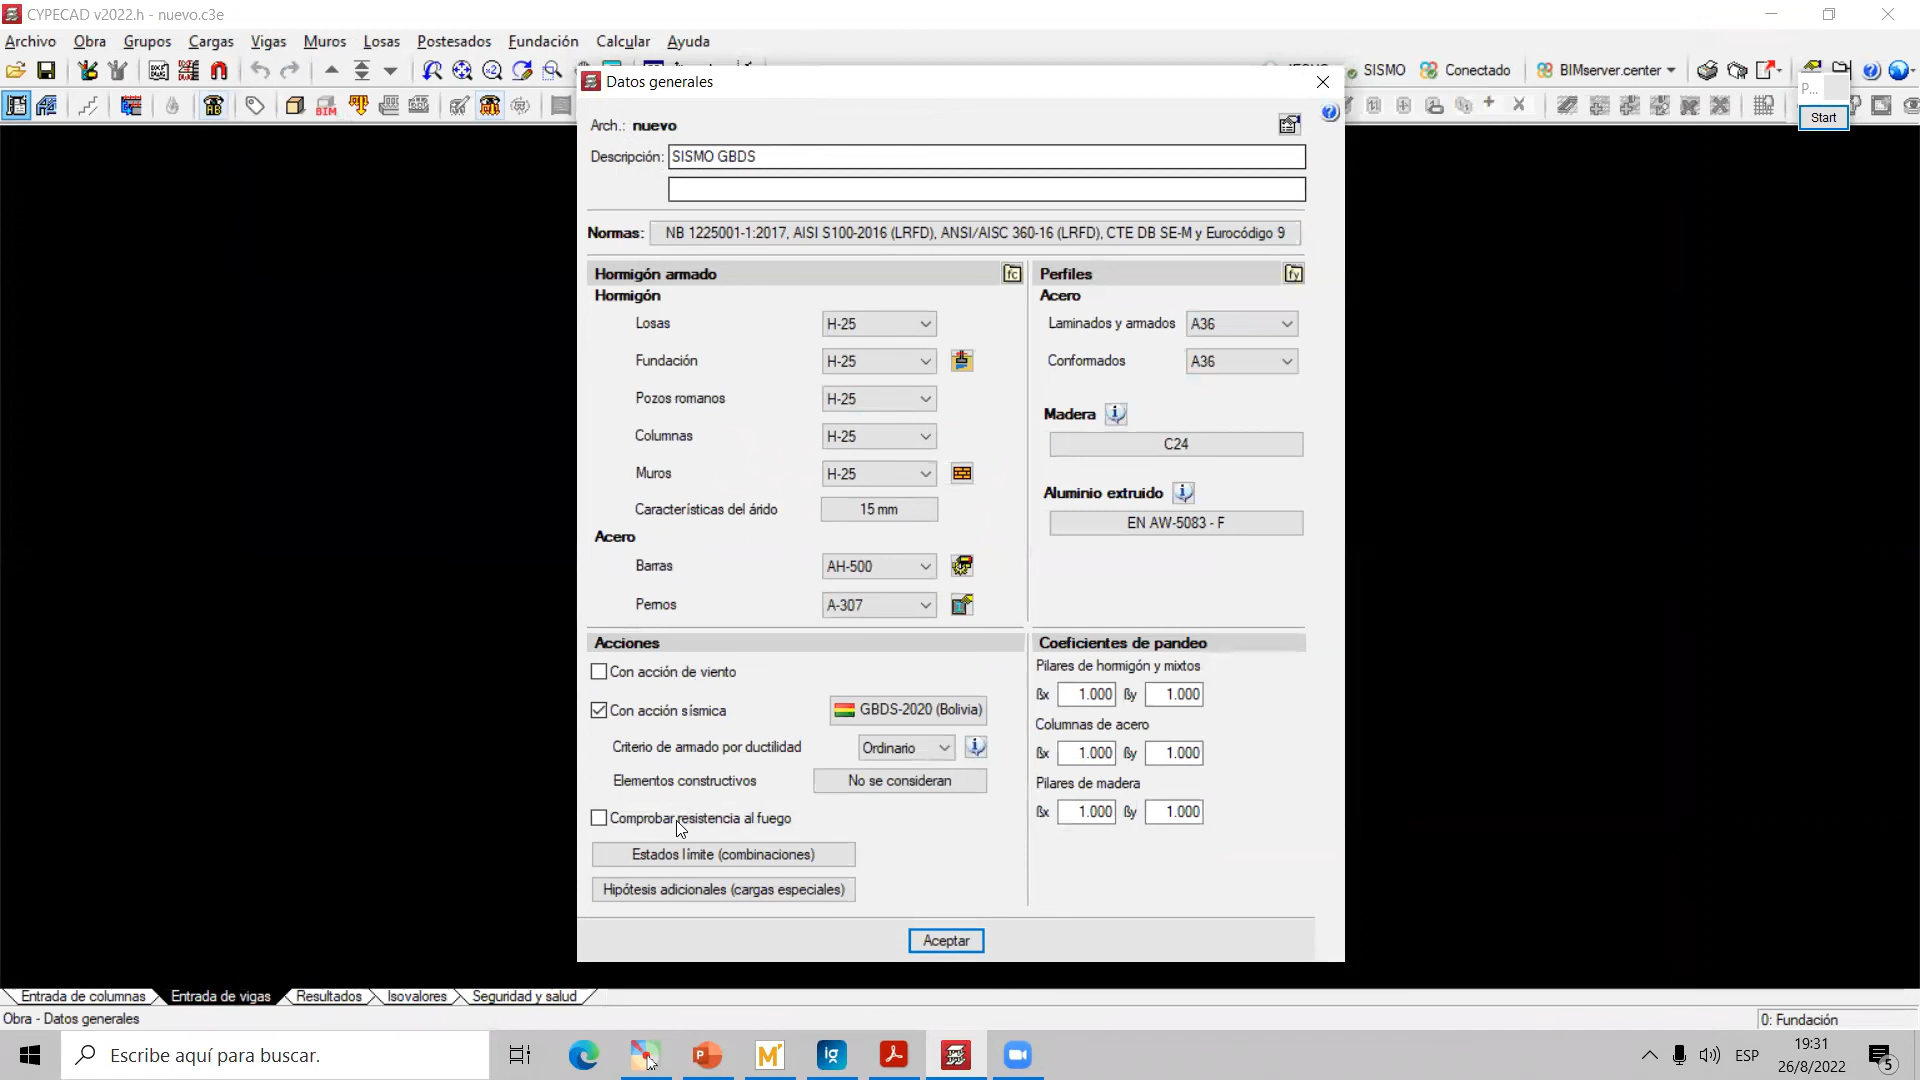 CYPECAD v2022.h - nuevo.c3e
Archivo Obra Grupos Cargas Vigas Muros Losas Postesados Fundación Calcular Ayuda
SISMO Conectado BIMserver.center
P...
Start
Datos generales
Arch.: nuevo
Descripción: SISMO GBDS
Normas: NB 1225001-1:2017, AISI S100-2016 (LRFD), ANSI/AISC 360-16 (LRFD), CTE DB SE-M y Eurocódigo 9
Hormigón armado
fc
Hormigón
Losas H-25
Fundación H-25
Pozos romanos H-25
Columnas H-25
Muros H-25
Características del árido 15 mm
Acero
Barras AH-500
Pernos A-307
Perfiles
fy
Acero
Laminados y armados A36
Conformados A36
Madera
C24
Aluminio extruido
EN AW-5083 - F
Acciones
Con acción de viento
Con acción sísmica GBDS-2020 (Bolivia)
Criterio de armado por ductilidad Ordinario
Elementos constructivos No se consideran
Comprobar resistencia al fuego
Estados límite (combinaciones)
Hipótesis adicionales (cargas especiales)
Coeficientes de pandeo
Pilares de hormigón y mixtos
ßx 1.000 ßy 1.000
Columnas de acero
ßx 1.000 ßy 1.000
Pilares de madera
ßx 1.000 ßy 1.000
Aceptar
Entrada de columnas Entrada de vigas Resultados Isovalores Seguridad y salud
Obra - Datos generales
0: Fundación
Escribe aquí para buscar.
ESP
19:31
26/8/2022
5